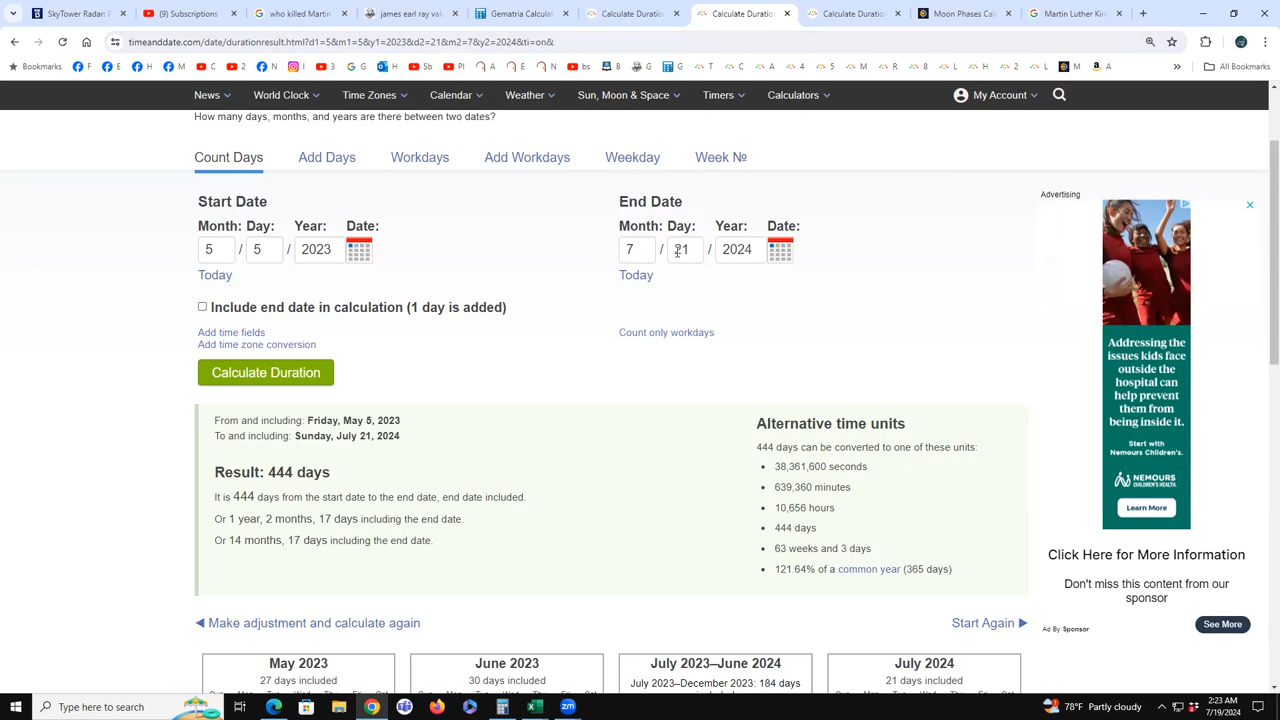 SkyTower Radar:
(1) Subscriptions
who killed Martin
james earl ray val
Gematria Calcula
Calculate Duratio
Calculate Duration
Calculate Duratio
Moon Phases Cal
Martin Luther Kin
timeanddate.com/date/durationresult.html?d1=5&m1=5&y1=2023&d2=21&m2=7&y2=2024&ti=on&
Bookmarks F E H M C 2 N I 3 G H Sb Pl A E N bs B G G T C A 4 5 M R B L H 2 L M A » All Bookmarks
News World Clock Time Zones Calendar Weather Sun, Moon & Space Timers Calculators My Account
How many days, months, and years are there between two dates?
Count Days Add Days Workdays Add Workdays Weekday Week №
Start Date
Month: Day: Year: Date:
5 / 5 / 2023
Today
End Date
Month: Day: Year: Date:
7 / 21 / 2024
Today
Include end date in calculation (1 day is added)
Add time fields
Add time zone conversion
Count only workdays
Calculate Duration
From and including: Friday, May 5, 2023
To and including: Sunday, July 21, 2024
Result: 444 days
It is 444 days from the start date to the end date, end date included.
Or 1 year, 2 months, 17 days including the end date.
Or 14 months, 17 days including the end date.
Alternative time units
444 days can be converted to one of these units:
38,361,600 seconds
639,360 minutes
10,656 hours
444 days
63 weeks and 3 days
121.64% of a common year (365 days)
Make adjustment and calculate again
Start Again
May 2023
27 days included
June 2023
30 days included
July 2023–June 2024
July 2023–December 2023: 184 days
July 2024
21 days included
Advertising
Addressing the
issues kids face
outside the
hospital can
help prevent
them from
being inside it.
Start with
Nemours Children's.
NEMOURS
CHILDREN'S HEALTH
Learn More
Click Here for More Information
Don't miss this content from our
sponsor
Ad By Sponsor
See More
Type here to search
78°F Partly cloudy
2:23 AM
7/19/2024